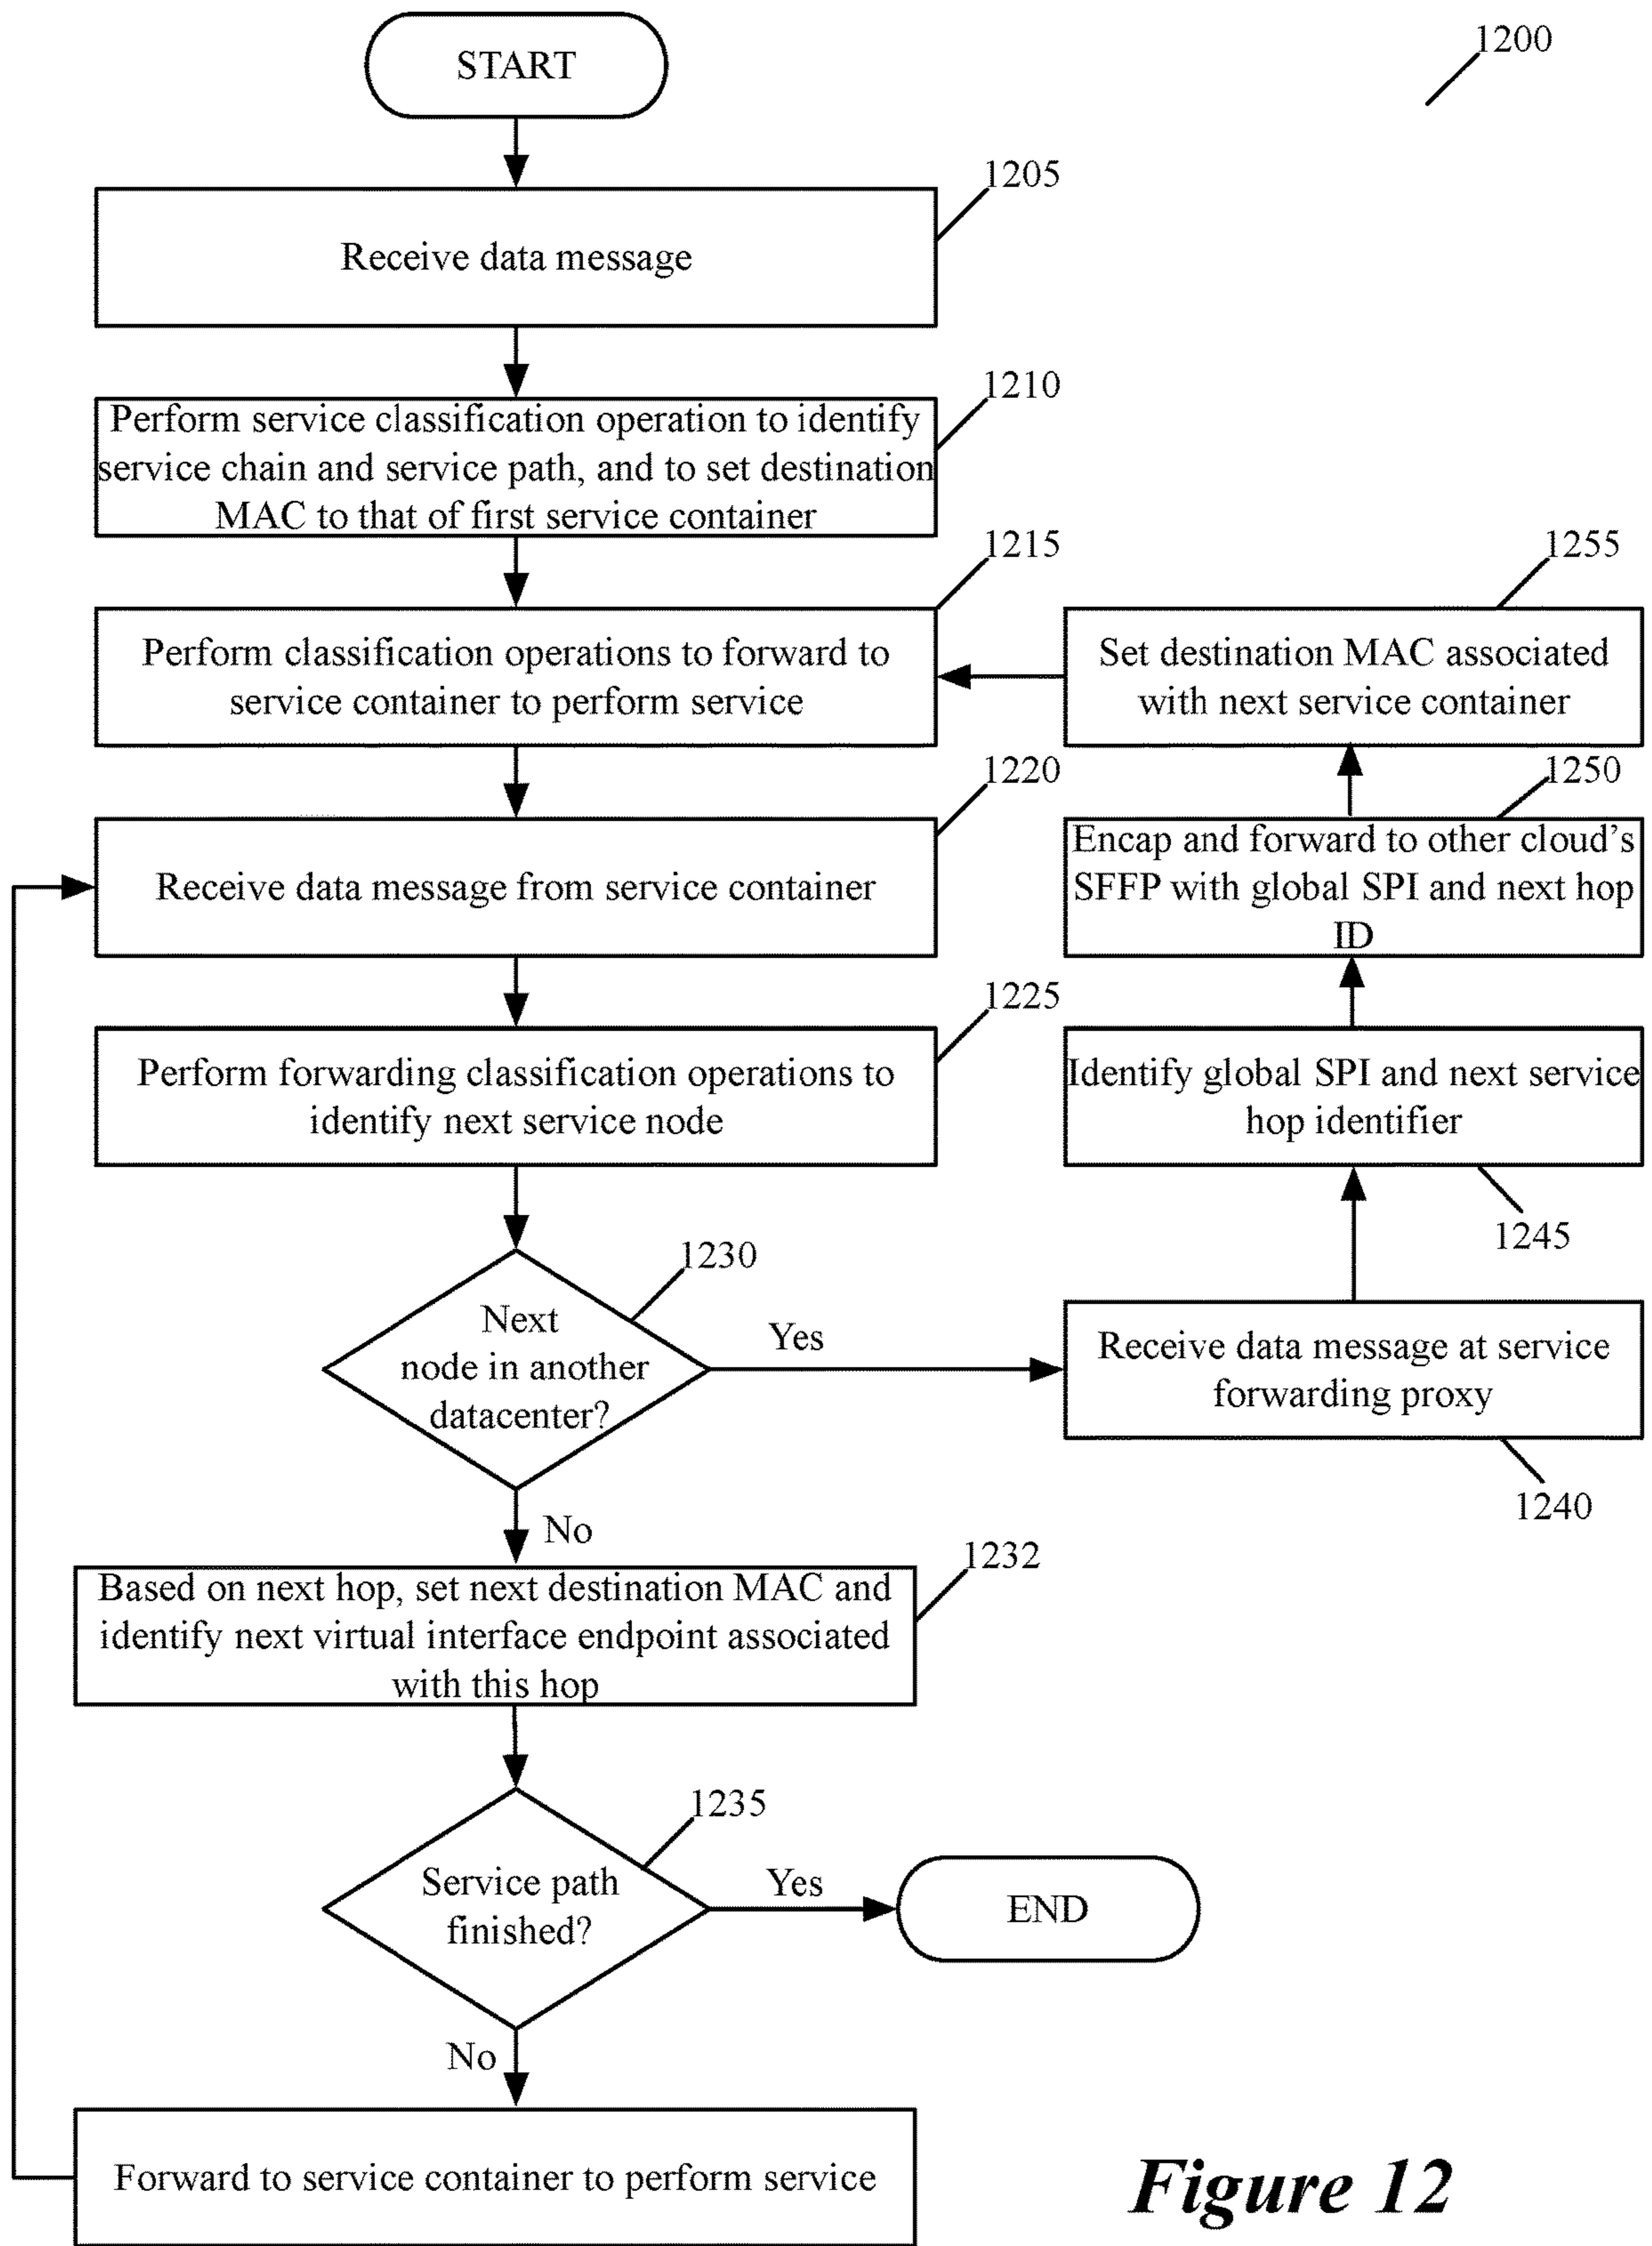 START
1200
1205
Receive data message
1210
Perform service classification operation to identify
service chain and service path, and to set destination
MAC to that of first service container
1215
Perform classification operations to forward to
service container to perform service
1255
Set destination MAC associated
with next service container
1220
Receive data message from service container
1250
Encap and forward to other cloud's
SFFP with global SPI and next hop
ID
1225
Perform forwarding classification operations to
identify next service node
Identify global SPI and next service
hop identifier
1245
1230
Next
node in another
datacenter?
Yes
Receive data message at service
forwarding proxy
1240
No
1232
Based on next hop, set next destination MAC and
identify next virtual interface endpoint associated
with this hop
1235
Service path
finished?
Yes
END
No
Forward to service container to perform service
Figure 12